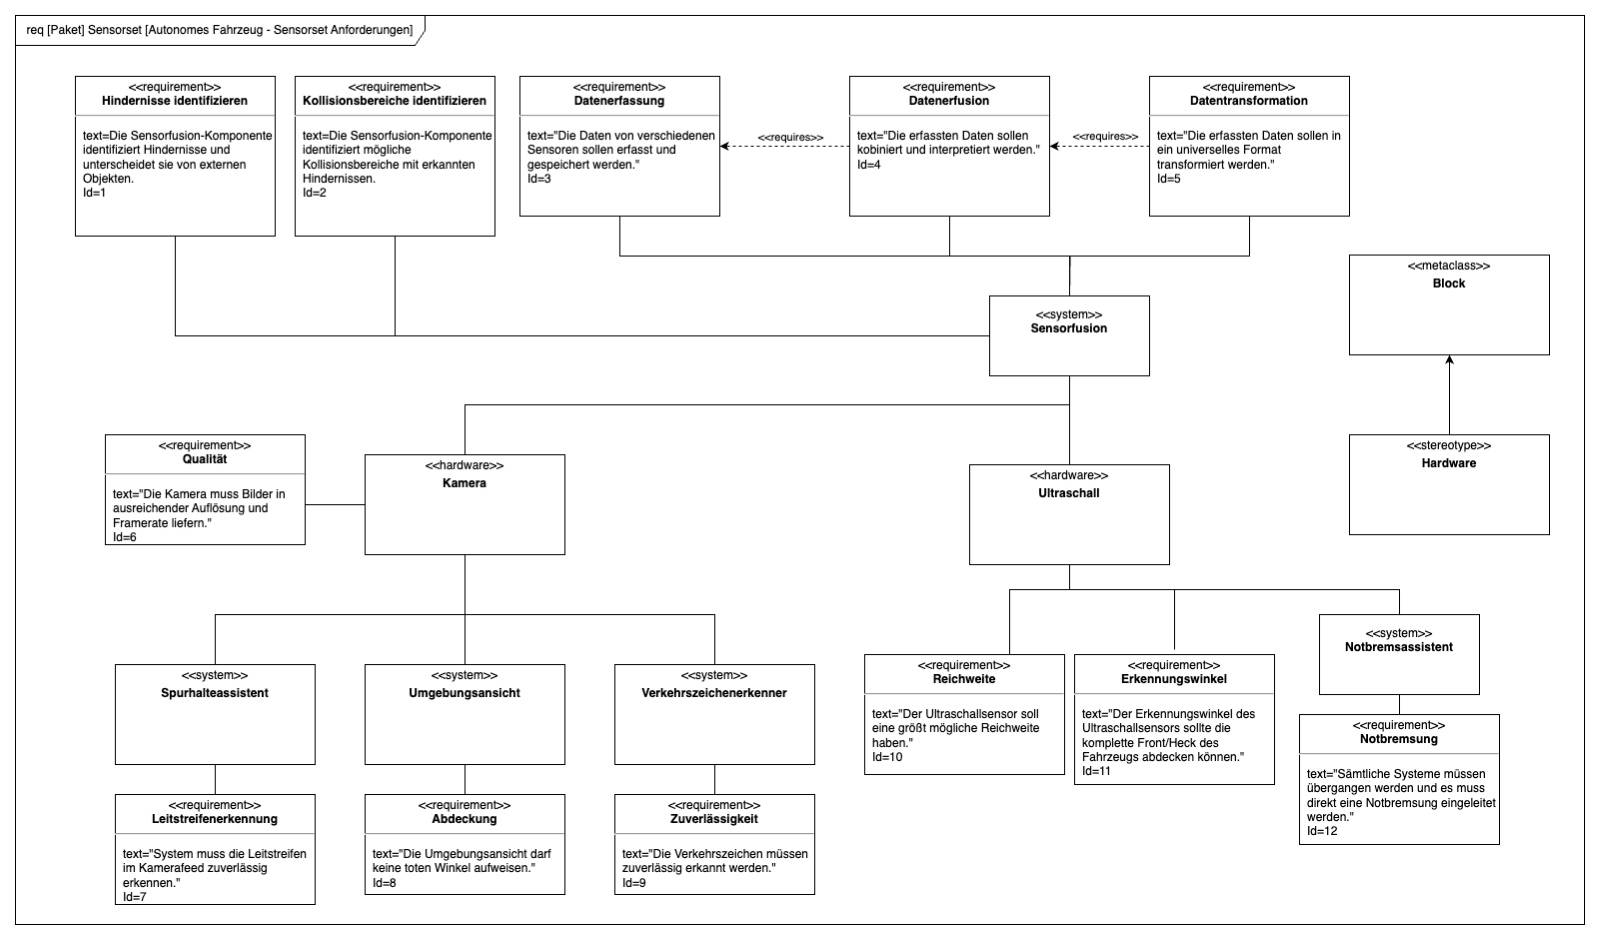 req [Paket] Sensorset [Autonomes Fahrzeug - Sensorset Anforderungen]
<<requirement>>
Hindernisse identifizieren
text=Die Sensorfusion-Komponente
identifiziert Hindernisse und
unterscheidet sie von externen
Objekten.
Id=1
<<requirement>>
Kollisionsbereiche identifizieren
text=Die Sensorfusion-Komponente
identifiziert mögliche
Kollisionsbereiche mit erkannten
Hindernissen.
Id=2
<<requirement>>
Datenerfassung
text="Die Daten von verschiedenen
Sensoren sollen erfasst und
gespeichert werden."
Id=3
<<requires>>
<<requirement>>
Datenerfusion
text="Die erfassten Daten sollen
kobiniert und interpretiert werden."
Id=4
<<requires>>
<<requirement>>
Datentransformation
text="Die erfassten Daten sollen in
ein universelles Format
transformiert werden."
Id=5
<<metaclass>>
Block
<<system>>
Sensorfusion
<<requirement>>
Qualität
text="Die Kamera muss Bilder in
ausreichender Auflösung und
Framerate liefern."
Id=6
<<hardware>>
Kamera
<<hardware>>
Ultraschall
<<stereotype>>
Hardware
<<system>>
Spurhalteassistent
<<system>>
Umgebungsansicht
<<system>>
Verkehrszeichenerkenner
<<requirement>>
Reichweite
text="Der Ultraschallsensor soll
eine größt mögliche Reichweite
haben."
Id=10
<<requirement>>
Erkennungswinkel
text="Der Erkennungswinkel des
Ultraschallsensors sollte die
komplette Front/Heck des
Fahrzeugs abdecken können."
Id=11
<<system>>
Notbremsassistent
<<requirement>>
Notbremsung
text="Sämtliche Systeme müssen
übergangen werden und es muss
direkt eine Notbremsung eingeleitet
werden."
Id=12
<<requirement>>
Leitstreifenerkennung
text="System muss die Leitstreifen
im Kamerafeed zuverlässig
erkennen."
Id=7
<<requirement>>
Abdeckung
text="Die Umgebungsansicht darf
keine toten Winkel aufweisen."
Id=8
<<requirement>>
Zuverlässigkeit
text="Die Verkehrszeichen müssen
zuverlässig erkannt werden."
Id=9